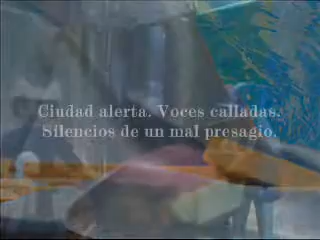 Ciudad alerta. Voces calladas.
Silencios de un mal presagio.